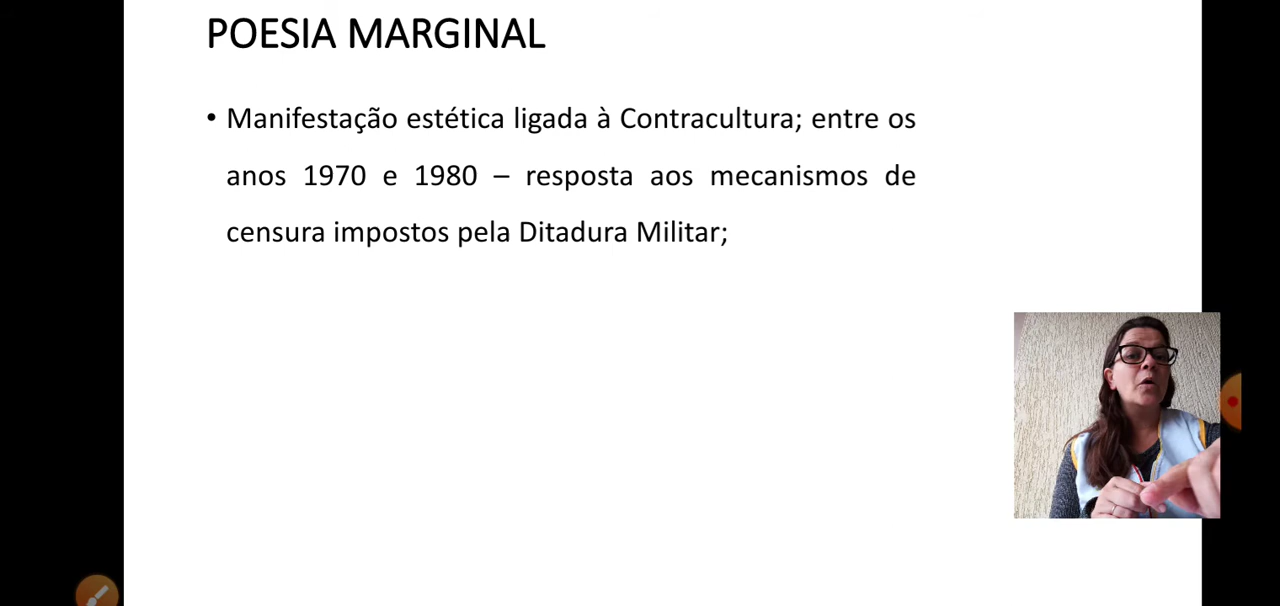 POESIA MARGINAL
• Manifestação estética ligada à Contracultura; entre os
anos 1970 e 1980 – resposta aos mecanismos de
censura impostos pela Ditadura Militar;